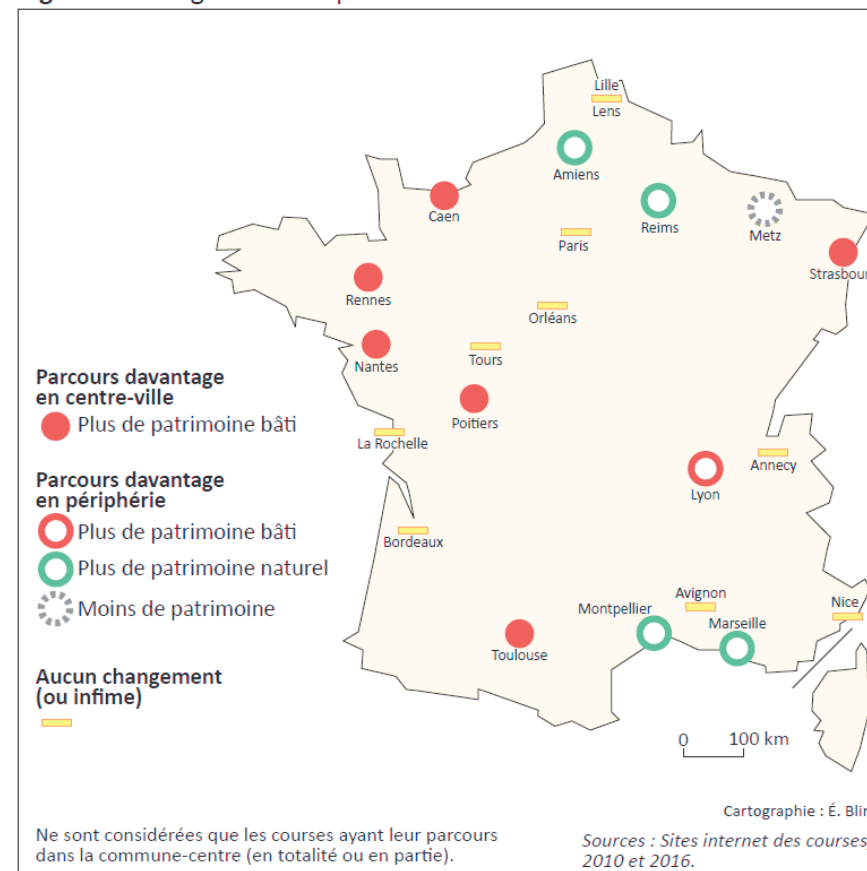 Lille
Lens
Amiens
Caen
Reims
Metz
Paris
Strasbour
Rennes
Orléans
Nantes
Tours
Parcours davantage
en centre-ville
Plus de patrimoine bâti
Poitiers
La Rochelle
Annecy
Lyon
Parcours davantage
en périphérie
Plus de patrimoine bâti
Bordeaux
Plus de patrimoine naturel
Moins de patrimoine
Avignon
Nice
Montpellier
Marseille
Toulouse
Aucun changement
(ou infime)
0 100 km
Cartographie : É. Blin
Ne sont considérées que les courses ayant leur parcours
dans la commune-centre (en totalité ou en partie).
Sources : Sites internet des courses,
2010 et 2016.